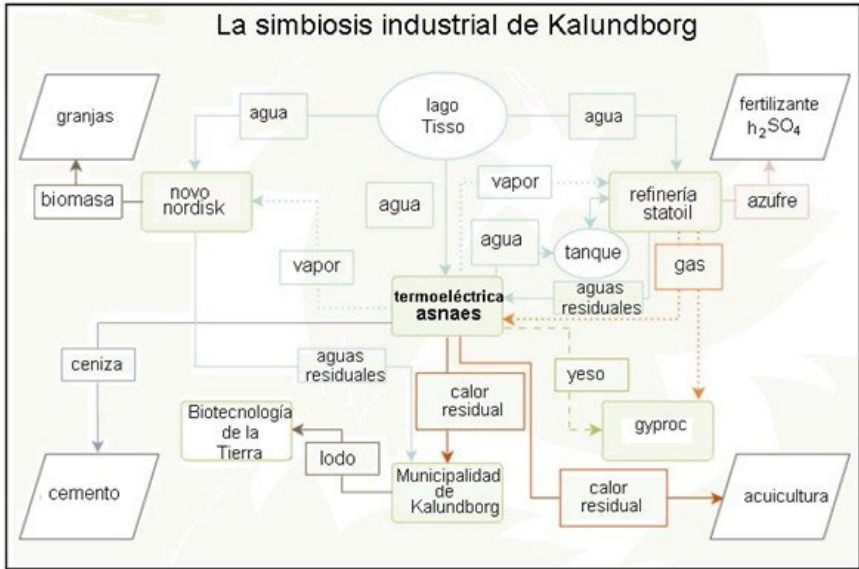 La simbiosis industrial de Kalundborg
granjas
agua
lago
Tisso
agua
fertilizante
h₂SO₄
biomasa
novo
nordisk
agua
vapor
refinería
statoil
azufre
vapor
agua
tanque
gas
termoeléctrica
asnaes
aguas
residuales
ceniza
aguas
residuales
calor
residual
yeso
Biotecnología
de la
Tierra
lodo
gyproc
cemento
Municipalidad
de
Kalundborg
calor
residual
acuicultura